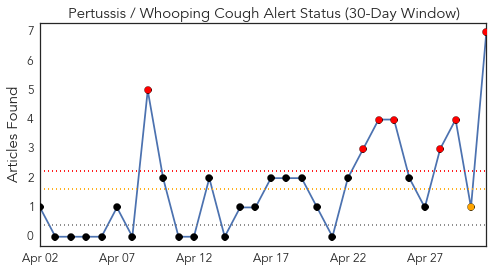 Pertussis / Whooping Cough Alert Status (30-Day Window)
Articles Found
7
6
5
4
3
2
1
0
Apr 02 Apr 07 Apr 12 Apr 17 Apr 22 Apr 27